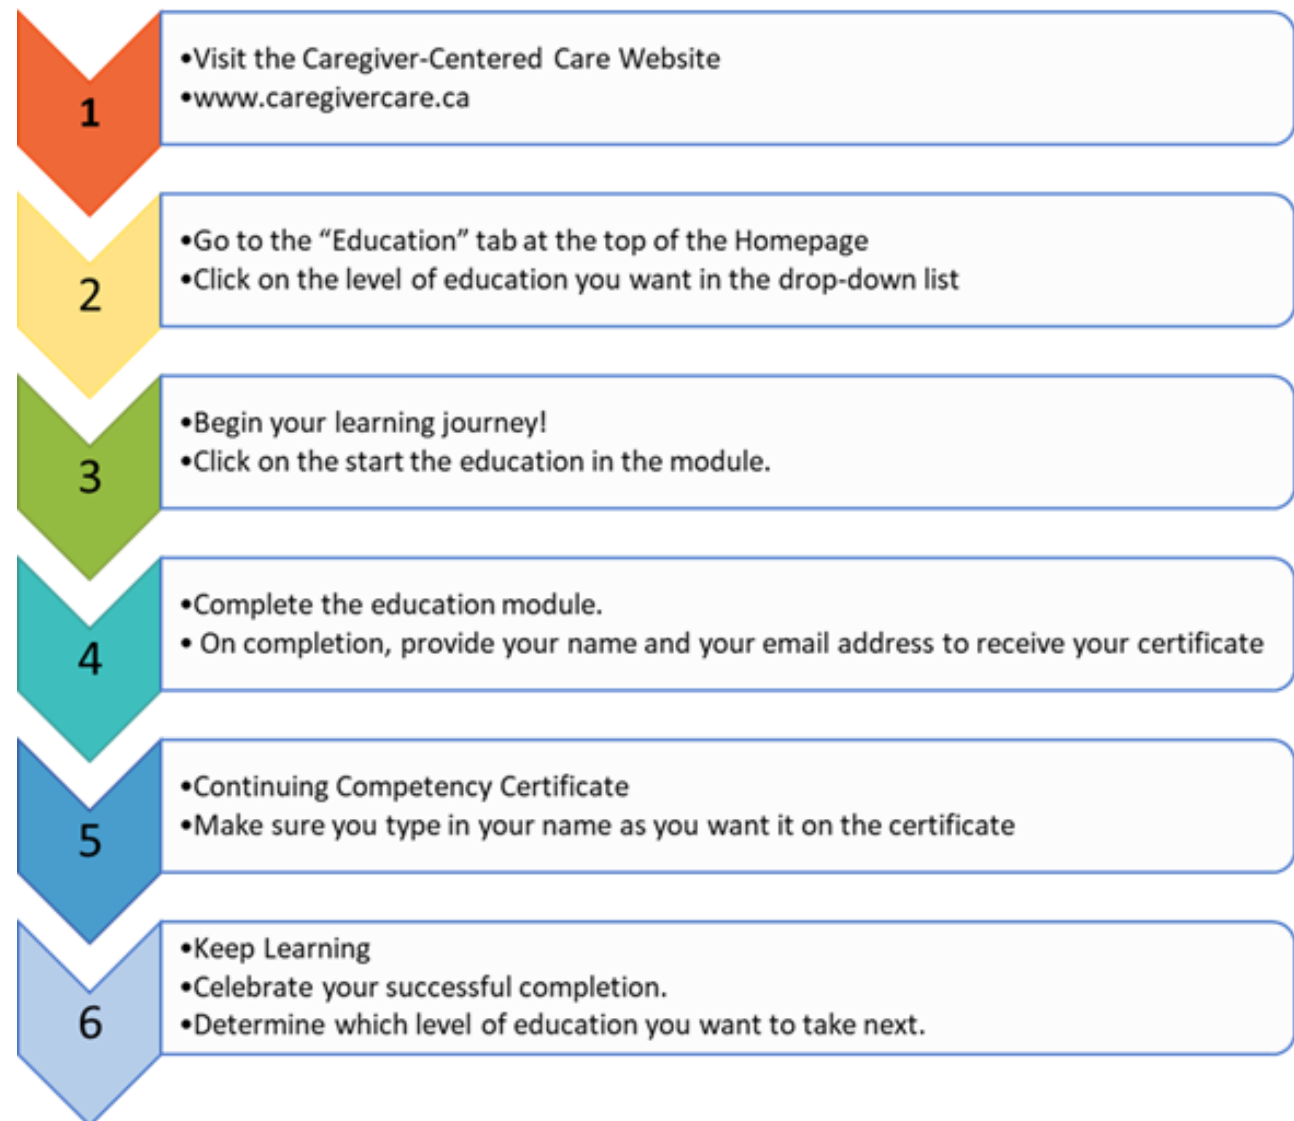 1
•Visit the Caregiver-Centered Care Website
•www.caregivercare.ca
2
•Go to the “Education” tab at the top of the Homepage
•Click on the level of education you want in the drop-down list
3
•Begin your learning journey!
•Click on the start the education in the module.
4
•Complete the education module.
• On completion, provide your name and your email address to receive your certificate
5
•Continuing Competency Certificate
•Make sure you type in your name as you want it on the certificate
6
•Keep Learning
•Celebrate your successful completion.
•Determine which level of education you want to take next.